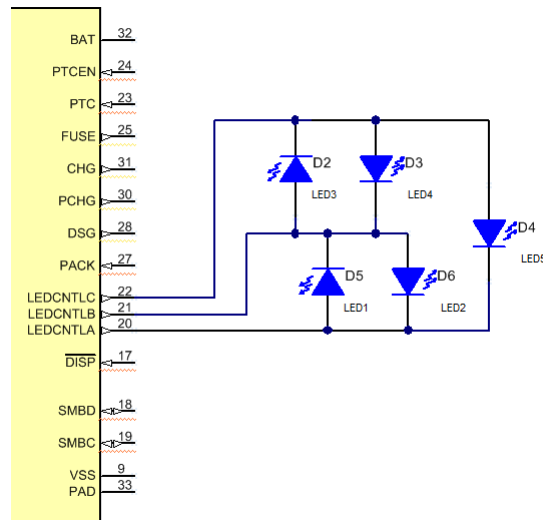 BAT 32
PTCEN 24
PTC 23
FUSE 25
CHG 31
PCHG 30
DSG 28
PACK 27
LEDCNTLC 22
LEDCNTLB 21
LEDCNTLA 20
DISP 17
SMBD 18
SMBC 19
VSS 9
PAD 33
D2
LED3
D3
LED4
D4
LED5
D5
LED1
D6
LED2